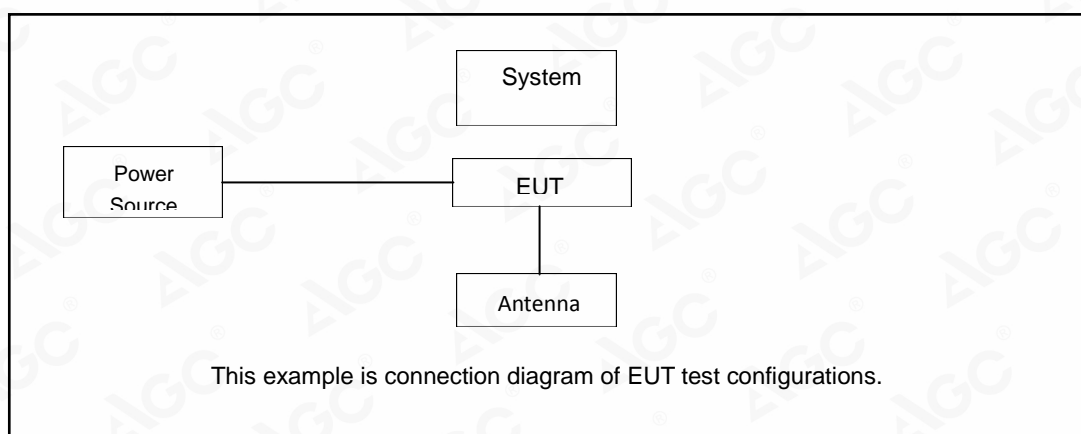 System
Power
Source
EUT
Antenna
This example is connection diagram of EUT test configurations.